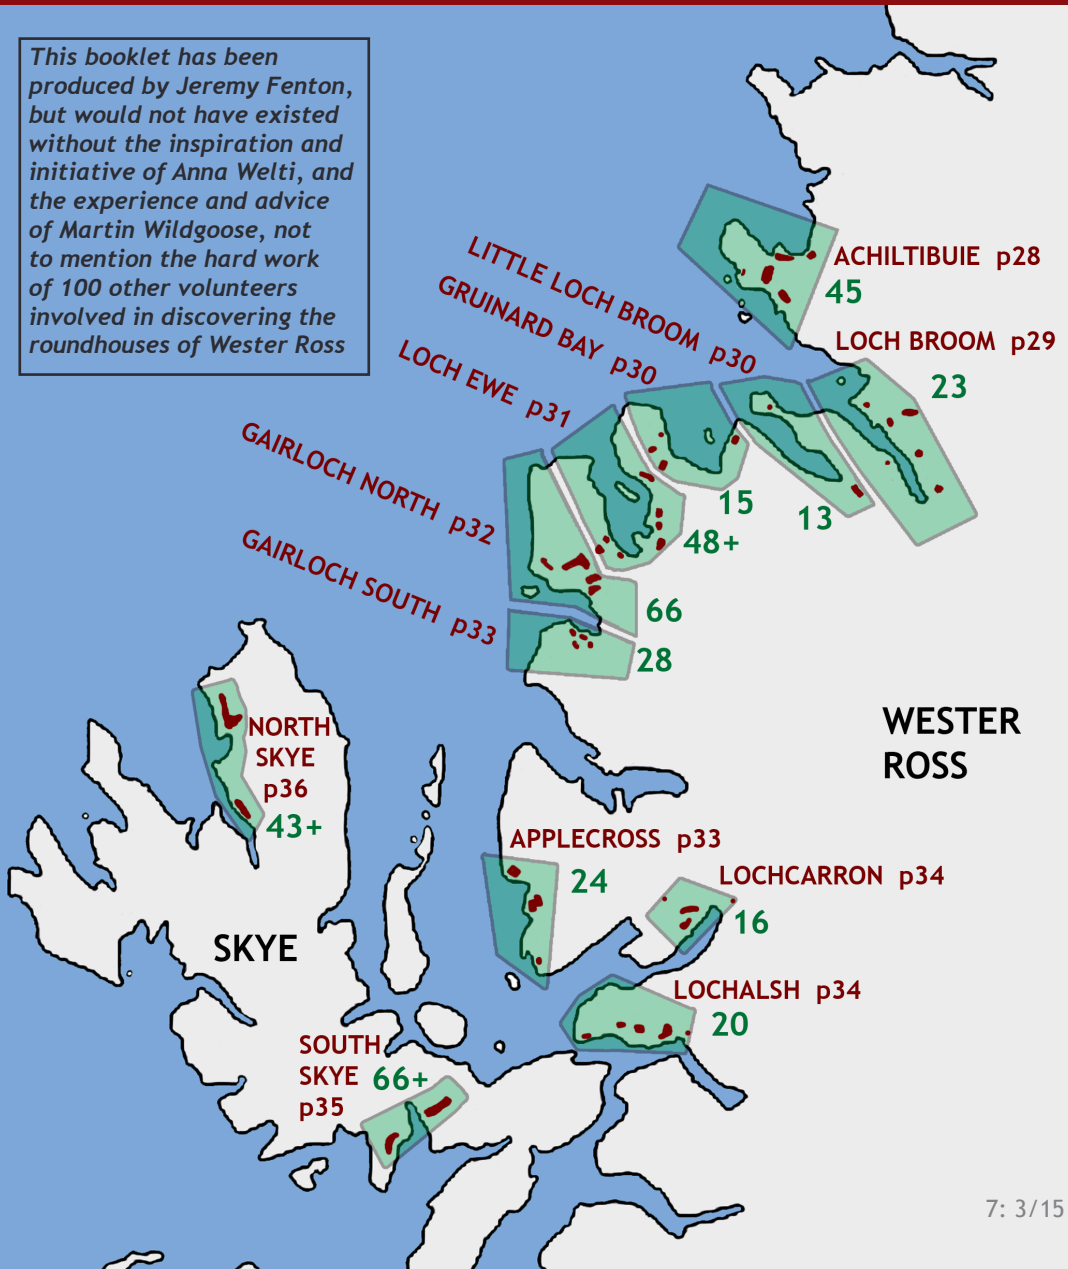 This booklet has been
produced by Jeremy Fenton,
but would not have existed
without the inspiration and
initiative of Anna Welti, and
the experience and advice
of Martin Wildgoose, not
to mention the hard work
of 100 other volunteers
involved in discovering the
roundhouses of Wester Ross
ACHILTIBUIE p28
45
LITTLE LOCH BROOM p30
GRUINARD BAY p30
LOCH BROOM p29
23
LOCH EWE p31
GAIRLOCH NORTH p32
15
13
48+
GAIRLOCH SOUTH p33
66
28
WESTER
ROSS
NORTH
SKYE
p36
43+
APPLECROSS p33
24
LOCHCARRON p34
16
SKYE
LOCHALSH p34
20
SOUTH
SKYE 66+
p35
7: 3/15